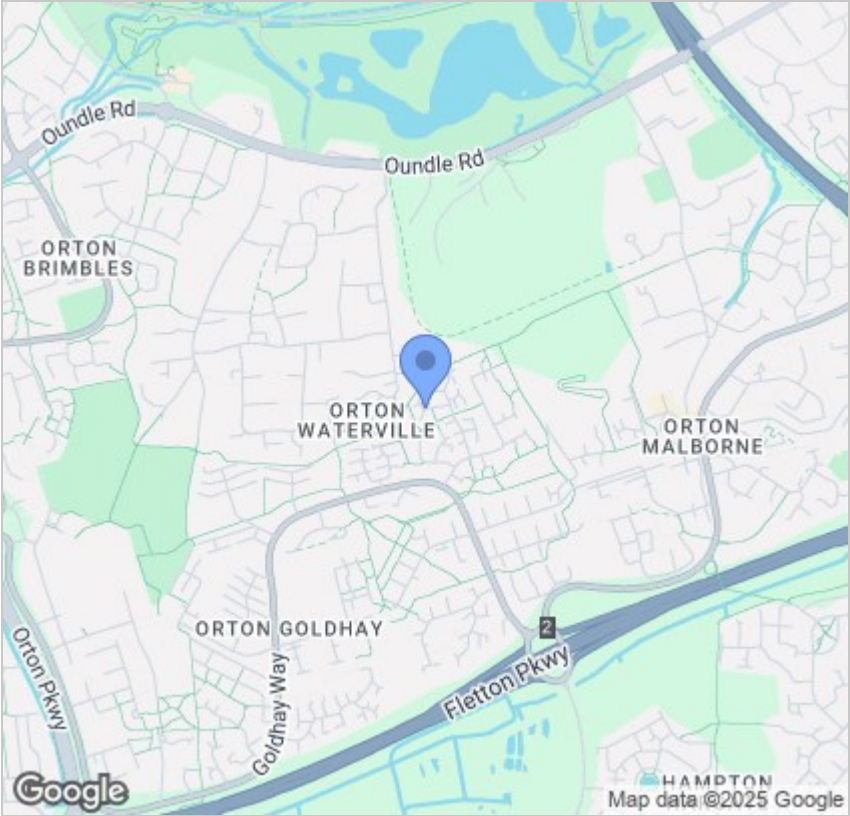 Oundle Rd
Oundle Rd
ORTON
BRIMBLES
ORTON
WATERVILLE
ORTON
MALBORNE
ORTON GOLDHAY
2
Orton Pkwy
Goldhay Way
Fletton Pkwy
HAMPTON
Google
Map data ©2025 Google